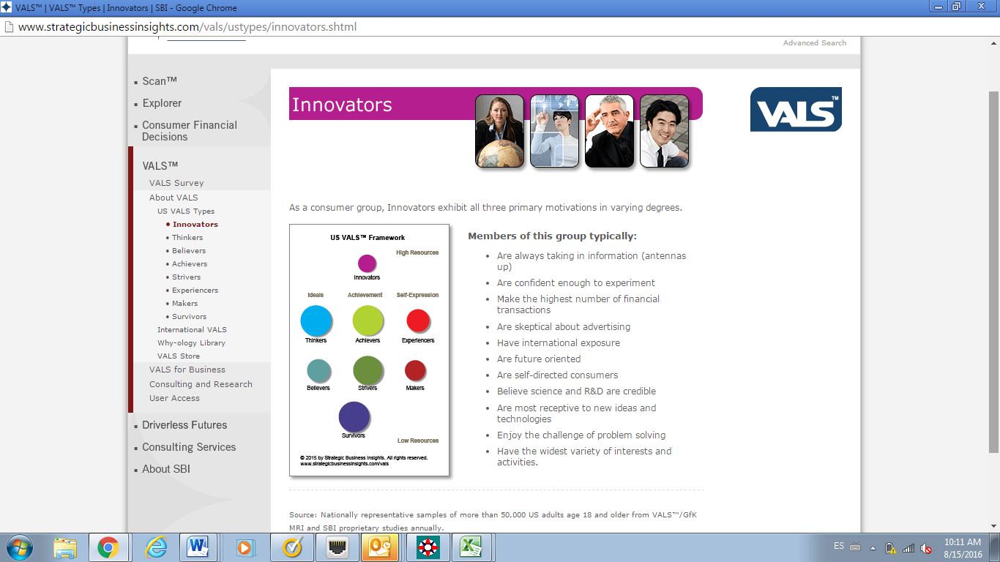 VALS™ | VALS™ Types | Innovators | SBI - Google Chrome
www.strategicbusinessinsights.com/vals/ustypes/innovators.shtml
Advanced Search
Scan™
Explorer
Consumer Financial
Decisions
VALS™
VALS Survey
About VALS
US VALS Types
Innovators
Thinkers
Believers
Achievers
Strivers
Experiencers
Makers
Survivors
International VALS
Why-ology Library
VALS Store
VALS for Business
Consulting and Research
User Access
Driverless Futures
Consulting Services
About SBI
Innovators
VALS™
As a consumer group, Innovators exhibit all three primary motivations in varying degrees.
US VALS™ Framework
High Resources
Innovators
Ideals Achievement Self-Expression
Thinkers Achievers Experiencers
Believers Strivers Makers
Survivors
Low Resources
© 2015 by Strategic Business Insights. All rights reserved.
www.strategicbusinessinsights.com/vals
Members of this group typically:
• Are always taking in information (antennas
up)
• Are confident enough to experiment
• Make the highest number of financial
transactions
• Are skeptical about advertising
• Have international exposure
• Are future oriented
• Are self-directed consumers
• Believe science and R&D are credible
• Are most receptive to new ideas and
technologies
• Enjoy the challenge of problem solving
• Have the widest variety of interests and
activities.
Source: Nationally representative samples of more than 50,000 US adults age 18 and older from VALS™/GfK
MRI and SBI proprietary studies annually.
ES
10:11 AM
8/15/2016